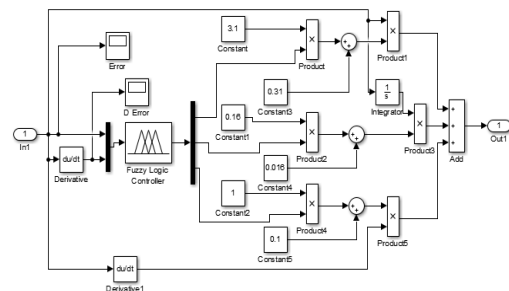 3.1
Constant
Product
Product1
Error
0.31
Constant3
D Error
1
s
Integrator
0.16
Constant1
1
In1
du/dt
Derivative
Fuzzy Logic
Controller
Product2
Product3
Add
1
Out1
0.016
Constant4
1
Constant2
Product4
0.1
Constant5
Product5
du/dt
Derivative1